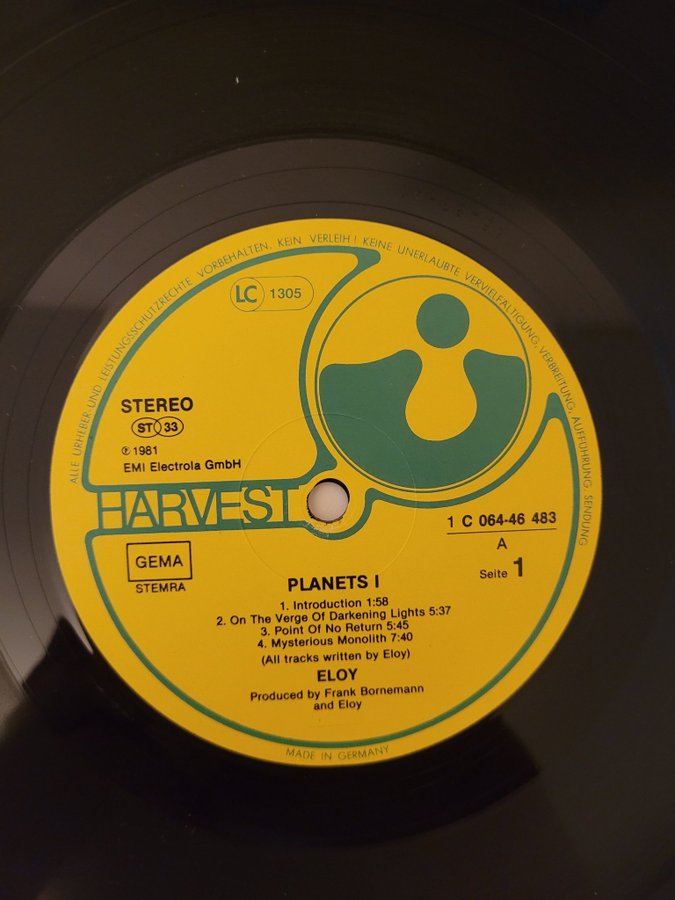 ALLE URHEBER- UND LEISTUNGSSCHUTZRECHTE VORBEHALTEN. KEIN VERLEIH! KEINE UNERLAUBTE VERVIELFÄLTIGUNG, VERBREITUNG, AUFFÜHRUNG, SENDUNG
LC 1305
STEREO
ST 33
℗ 1981
EMI Electrola GmbH
HARVEST
1 C 064-46 483
A
Seite 1
GEMA
STEMRA
PLANETS I
1. Introduction 1:58
2. On The Verge Of Darkening Lights 5:37
3. Point Of No Return 5:45
4. Mysterious Monolith 7:40
(All tracks written by Eloy)
ELOY
Produced by Frank Bornemann
and Eloy
MADE IN GERMANY